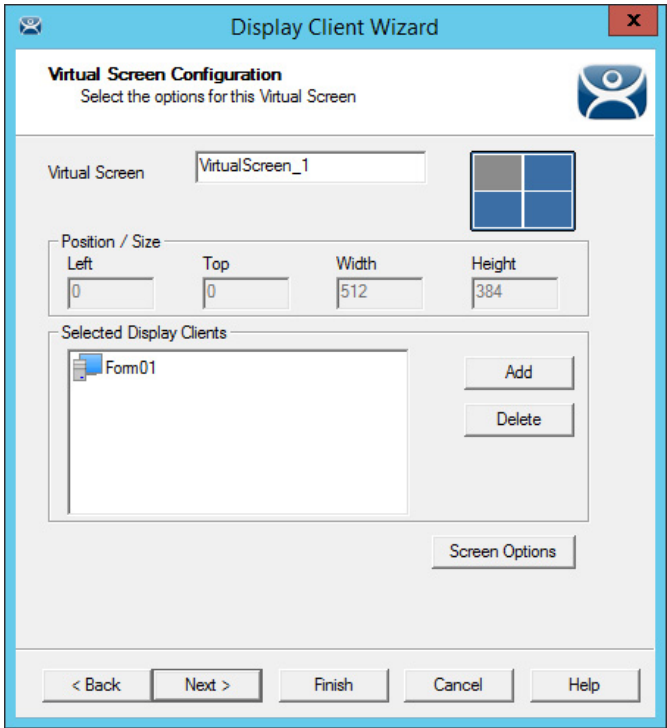 Display Client Wizard
x
Virtual Screen Configuration
Select the options for this Virtual Screen
Virtual Screen VirtualScreen_1
Position / Size
Left Top Width Height
0 0 512 384
Selected Display Clients
Form01
Add
Delete
Screen Options
< Back Next > Finish Cancel Help